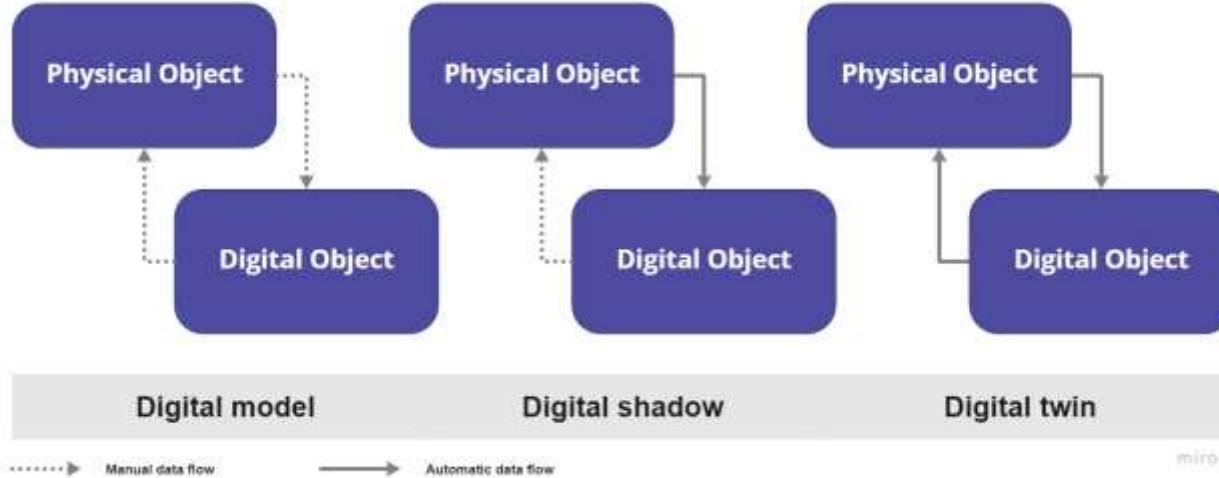 Physical Object
Physical Object
Physical Object
Digital Object
Digital Object
Digital Object
Digital model
Digital shadow
Digital twin
Manual data flow
Automatic data flow
miro